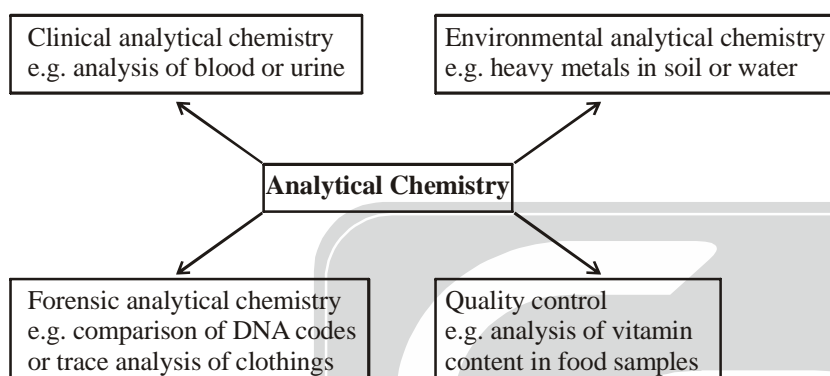 Clinical analytical chemistry
e.g. analysis of blood or urine
Environmental analytical chemistry
e.g. heavy metals in soil or water
Analytical Chemistry
Forensic analytical chemistry
e.g. comparison of DNA codes
or trace analysis of clothings
Quality control
e.g. analysis of vitamin
content in food samples